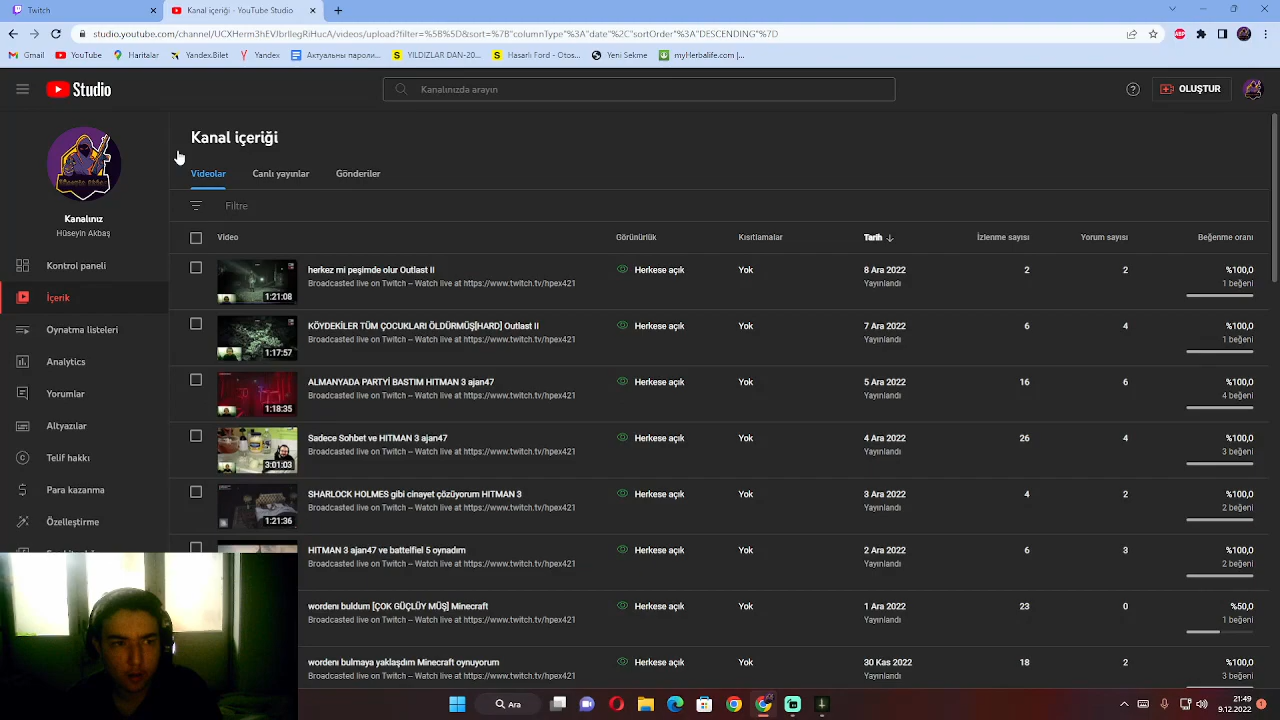 Twitch
Kanal içeriği - YouTube Studio
studio.youtube.com/channel/UCXHerm3hEVJbrIlegRiHucA/videos/upload?filter=%5B%5D&sort=%7B"columnType"%3A"date"%2C"sortOrder"%3A"DESCENDING"%7D
Gmail
YouTube
Haritalar
Yandex.Bilet
Yandex
Актуальны паропи...
YILDIZLAR DAN-20...
Hasarlı Ford - Otos...
Yeni Sekme
myHerbalife.com:...
Studio
Kanalınızda arayın
OLUŞTUR
Kanal içeriği
Videolar
Canlı yayınlar
Gönderiler
Filtre
Kanalınız
Hüseyin Akbaş
Kontrol paneli
İçerik
Oynatma listeleri
Analytics
Yorumlar
Altyazılar
Telif hakkı
Para kazanma
Özelleştirme
Video Görünürlük Kısıtlamalar Tarih İzlenme sayısı Yorum sayısı Beğenme oranı
herkez mi peşimde olur Outlast II Herkese açık Yok 8 Ara 2022 2 2 %100,0
1:21:08 Broadcasted live on Twitch -- Watch live at https://www.twitch.tv/hpex421 Yayınlandı 1 beğeni
KÖYDEKİLER TÜM ÇOCUKLARI ÖLDÜRMÜŞ[HARD] Outlast II Herkese açık Yok 7 Ara 2022 6 4 %100,0
1:17:57 Broadcasted live on Twitch -- Watch live at https://www.twitch.tv/hpex421 Yayınlandı 1 beğeni
ALMANYADA PARTYİ BASTIM HITMAN 3 ajan47 Herkese açık Yok 5 Ara 2022 16 6 %100,0
1:18:35 Broadcasted live on Twitch -- Watch live at https://www.twitch.tv/hpex421 Yayınlandı 4 beğeni
Sadece Sohbet ve HITMAN 3 ajan47 Herkese açık Yok 4 Ara 2022 26 4 %100,0
3:01:03 Broadcasted live on Twitch -- Watch live at https://www.twitch.tv/hpex421 Yayınlandı 3 beğeni
SHARLOCK HOLMES gibi cinayet çözüyorum HITMAN 3 Herkese açık Yok 3 Ara 2022 4 2 %100,0
1:21:36 Broadcasted live on Twitch -- Watch live at https://www.twitch.tv/hpex421 Yayınlandı 2 beğeni
HITMAN 3 ajan47 ve battelfiel 5 oynadım Herkese açık Yok 2 Ara 2022 6 3 %100,0
Broadcasted live on Twitch -- Watch live at https://www.twitch.tv/hpex421 Yayınlandı 2 beğeni
wordenı buldum [ÇOK GÜÇLÜY MÜŞ] Minecraft Herkese açık Yok 1 Ara 2022 23 0 %50,0
Broadcasted live on Twitch -- Watch live at https://www.twitch.tv/hpex421 Yayınlandı 1 beğeni
wordenı bulmaya yaklaşdım Minecraft oynuyorum Herkese açık Yok 30 Kas 2022 18 2 %100,0
Broadcasted live on Twitch -- Watch live at https://www.twitch.tv/hpex421 Yayınlandı 3 beğeni
Ara
21:49
9.12.2022